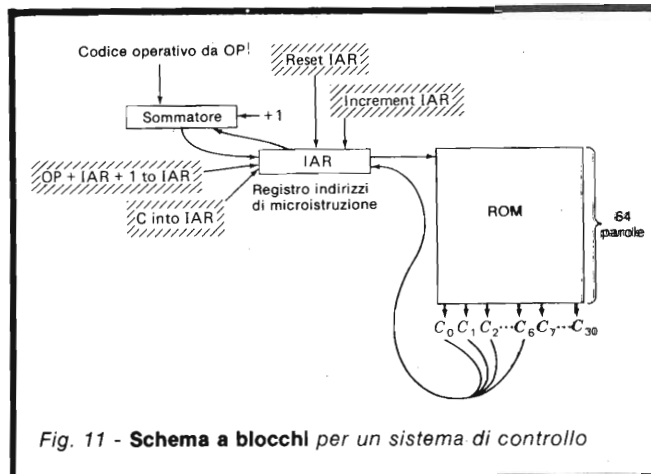 Codice operativo da OP!
Reset IAR
Increment IAR
Sommatore
+1
IAR
OP + IAR + 1 to IAR
Registro indirizzi
di microistruzione
C into IAR
ROM
64
parole
C0 C1 C2 ··· C6 C7 ··· C30
Fig. 11 - Schema a blocchi per un sistema di controllo